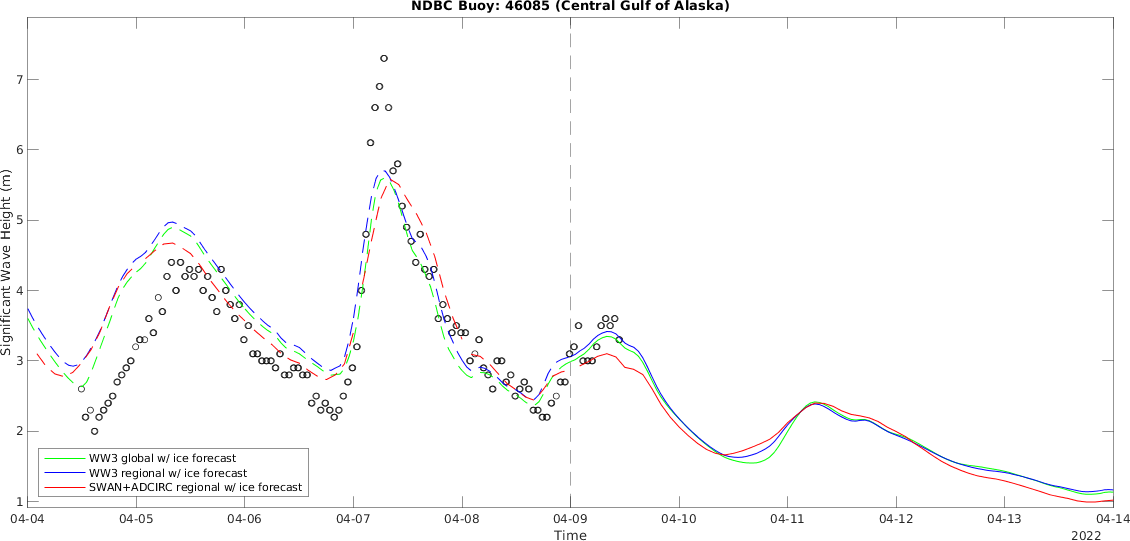 NDBC Buoy: 46085 (Central Gulf of Alaska)
Significant Wave Height (m)
7
6
5
4
3
2
1
WW3 global w/ ice forecast
WW3 regional w/ ice forecast
SWAN+ADCIRC regional w/ ice forecast
04-04 04-05 04-06 04-07 04-08 04-09 04-10 04-11 04-12 04-13 04-14
Time
2022